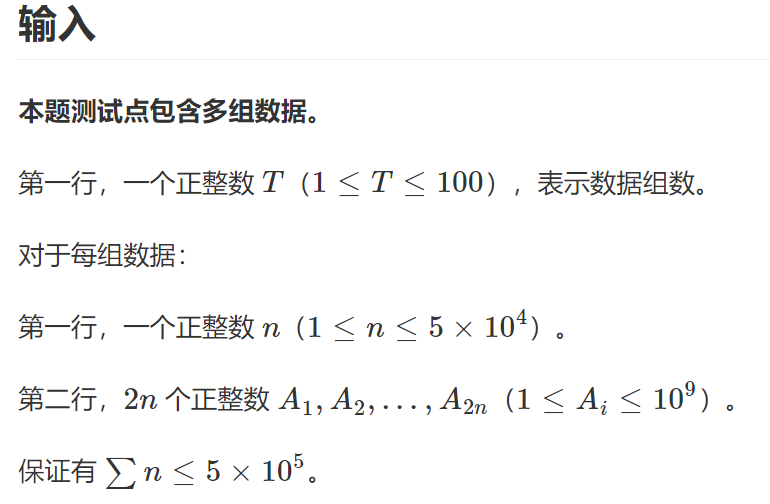 输入
本题测试点包含多组数据。
第一行，一个正整数 T（1 ≤ T ≤ 100），表示数据组数。
对于每组数据：
第一行，一个正整数 n（1 ≤ n ≤ 5 × 10⁴）。
第二行，2n 个正整数 A₁, A₂, …, A₂ₙ（1 ≤ Aᵢ ≤ 10⁹）。
保证有 ∑ n ≤ 5 × 10⁵。